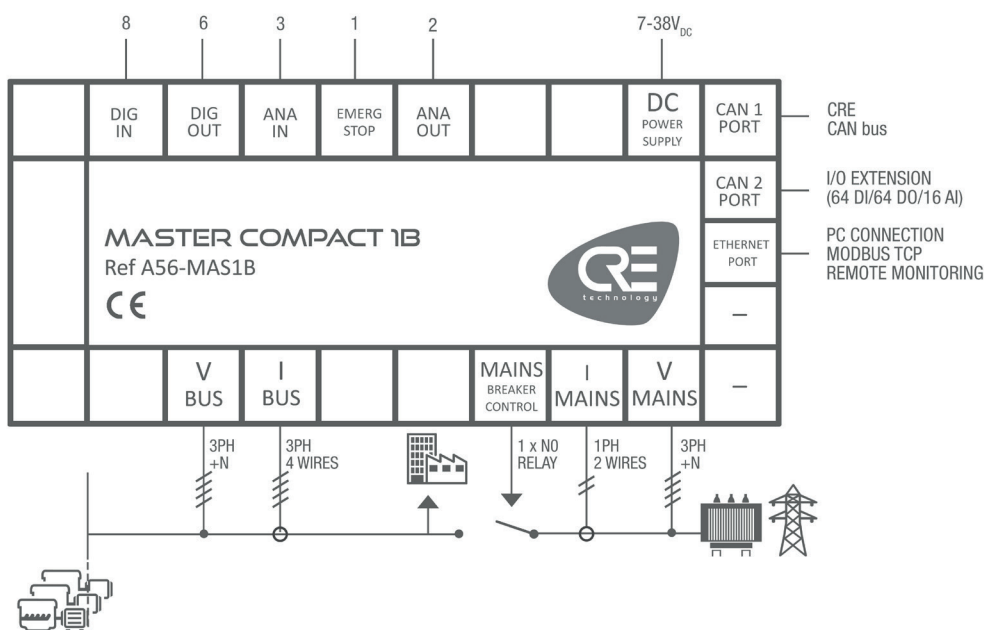 8
6
3
1
2
7-38VDC
DIG
IN
DIG
OUT
ANA
IN
EMERG
STOP
ANA
OUT
DC
POWER
SUPPLY
CAN 1
PORT
CRE
CAN bus
CAN 2
PORT
I/O EXTENSION
(64 DI/64 DO/16 AI)
MASTER COMPACT 1B
Ref A56-MAS1B
CE
CRE
technology
ETHERNET
PORT
PC CONNECTION
MODBUS TCP
REMOTE MONITORING
–
V
BUS
I
BUS
MAINS
BREAKER
CONTROL
I
MAINS
V
MAINS
–
3PH
+N
3PH
4 WIRES
1 x NO
RELAY
1PH
2 WIRES
3PH
+N